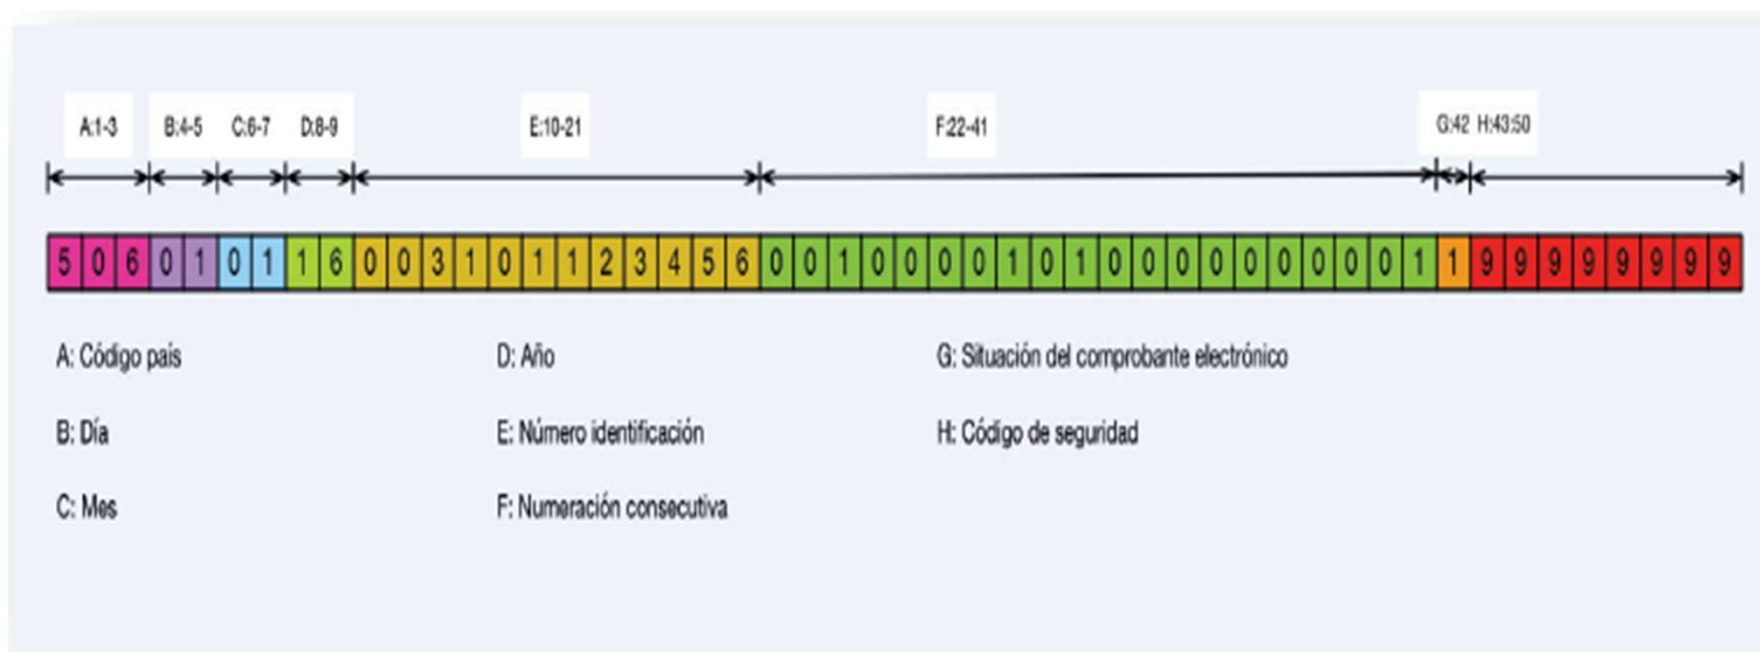 A:1-3 B:4-5 C:6-7 D:8-9 E:10-21 F:22-41 G:42 H:43:50
5 0 6 0 1 0 1 1 6 0 0 3 1 0 1 1 2 3 4 5 6 0 0 1 0 0 0 0 1 0 1 0 0 0 0 0 0 0 0 0 1 1 9 9 9 9 9 9 9 9
A: Código país D: Año G: Situación del comprobante electrónico
B: Día E: Número identificación H: Código de seguridad
C: Mes F: Numeración consecutiva